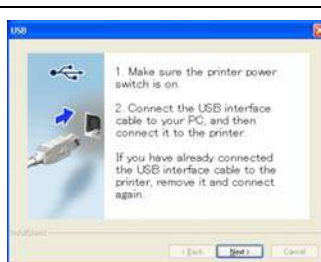 USB
1. Make sure the printer power
switch is on.
2. Connect the USB interface
cable to your PC, and then
connect it to the printer.
If you have already connected
the USB interface cable to the
printer, remove it and connect
again.
InstallShield
< Back
Next >
Cancel